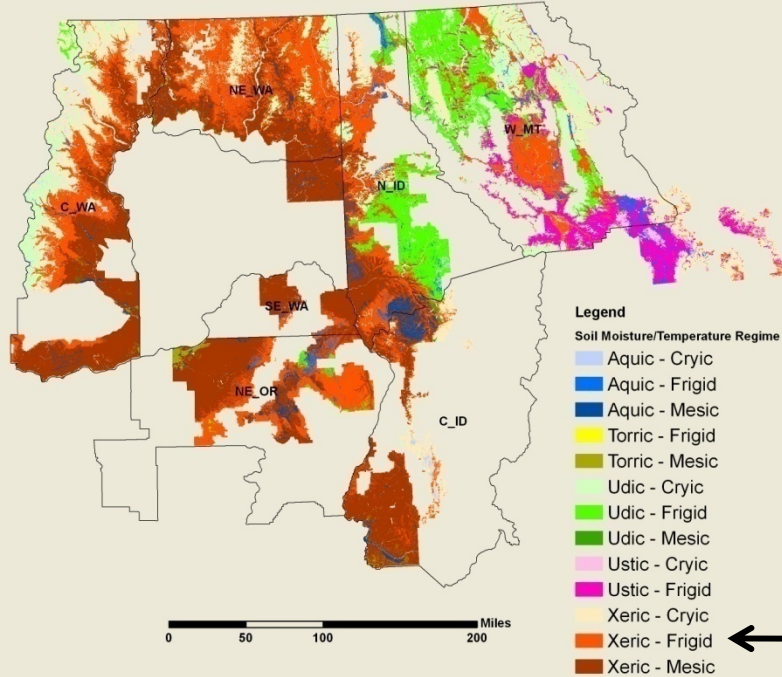 NE_WA
W_MT
N_ID
C_WA
SE_WA
NE_OR
C_ID
Legend
Soil Moisture/Temperature Regime
Aquic - Cryic
Aquic - Frigid
Aquic - Mesic
Torric - Frigid
Torric - Mesic
Udic - Cryic
Udic - Frigid
Udic - Mesic
Ustic - Cryic
Ustic - Frigid
Xeric - Cryic
Xeric - Frigid
Xeric - Mesic
Miles
0 50 100 200